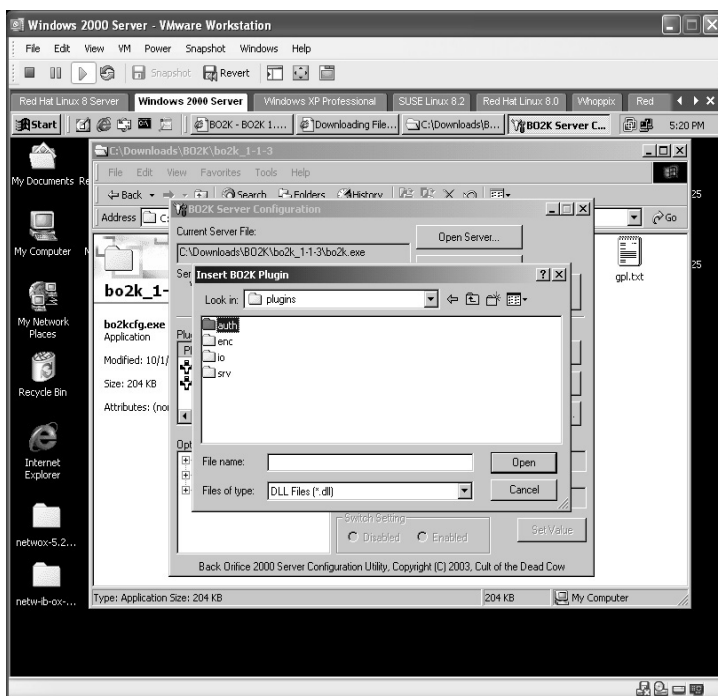 Windows 2000 Server - VMware Workstation
File Edit View VM Power Snapshot Windows Help
Snapshot Revert
Red Hat Linux 8 Server Windows 2000 Server Windows XP Professional SUSE Linux 8.2 Red Hat Linux 8.0 Whoppix Red
Start BO2K - BO2K 1.... Downloading File... C:\Downloads\B... BO2K Server C... 5:20 PM
C:\Downloads\BO2K\bo2k_1-1-3
My Documents Re
File Edit View Favorites Tools Help
Back Search Folders History
25
Address C:
Go
BO2K Server Configuration
Current Server File:
Open Server...
C:\Downloads\BO2K\bo2k_1-1-3\bo2k.exe
My Computer N
25
gpl.txt
Ser
Insert BO2K Plugin
Look in: plugins
bo2k_1-
My Network Places
bo2kcfg.exe
Application
Plu
Pl
auth
enc
io
srv
Modified: 10/1/
Size: 204 KB
Recycle Bin
Attributes: (nor
Opt
Internet Explorer
File name:
Open
Files of type: DLL Files (*.dll)
Cancel
Switch Setting
Disabled Enabled
Set Value
netwox-5.2...
Back Orifice 2000 Server Configuration Utility, Copyright (C) 2003, Cult of the Dead Cow
netw-ib-ox-...
Type: Application Size: 204 KB
204 KB
My Computer